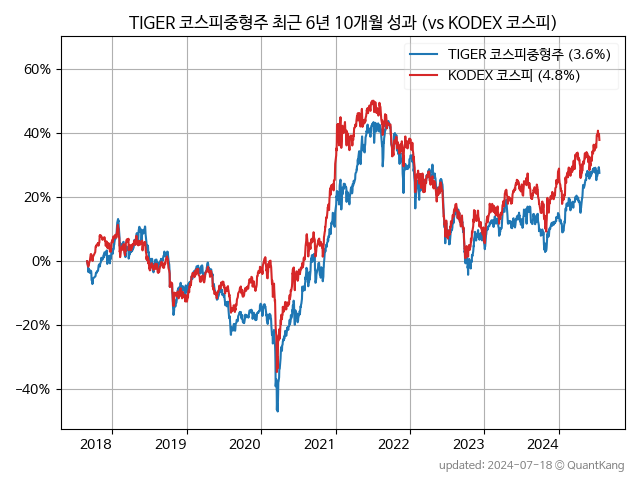 TIGER 코스피중형주 최근 6년 10개월 성과 (vs KODEX 코스피)
TIGER 코스피중형주 (3.6%)
KODEX 코스피 (4.8%)
60%
40%
20%
0%
−20%
−40%
2018 2019 2020 2021 2022 2023 2024
updated: 2024-07-18 © QuantKang